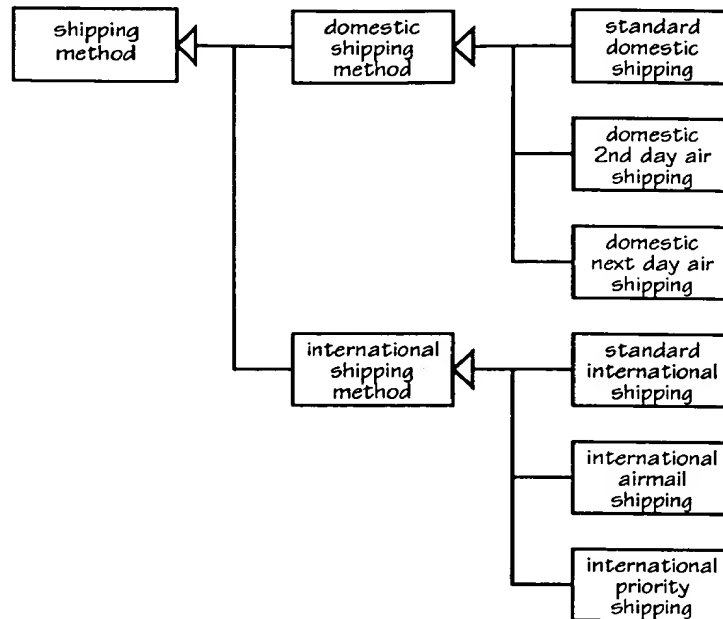 shipping
method
domestic
shipping
method
standard
domestic
shipping
domestic
2nd day air
shipping
domestic
next day air
shipping
international
shipping
method
standard
international
shipping
international
airmail
shipping
international
priority
shipping